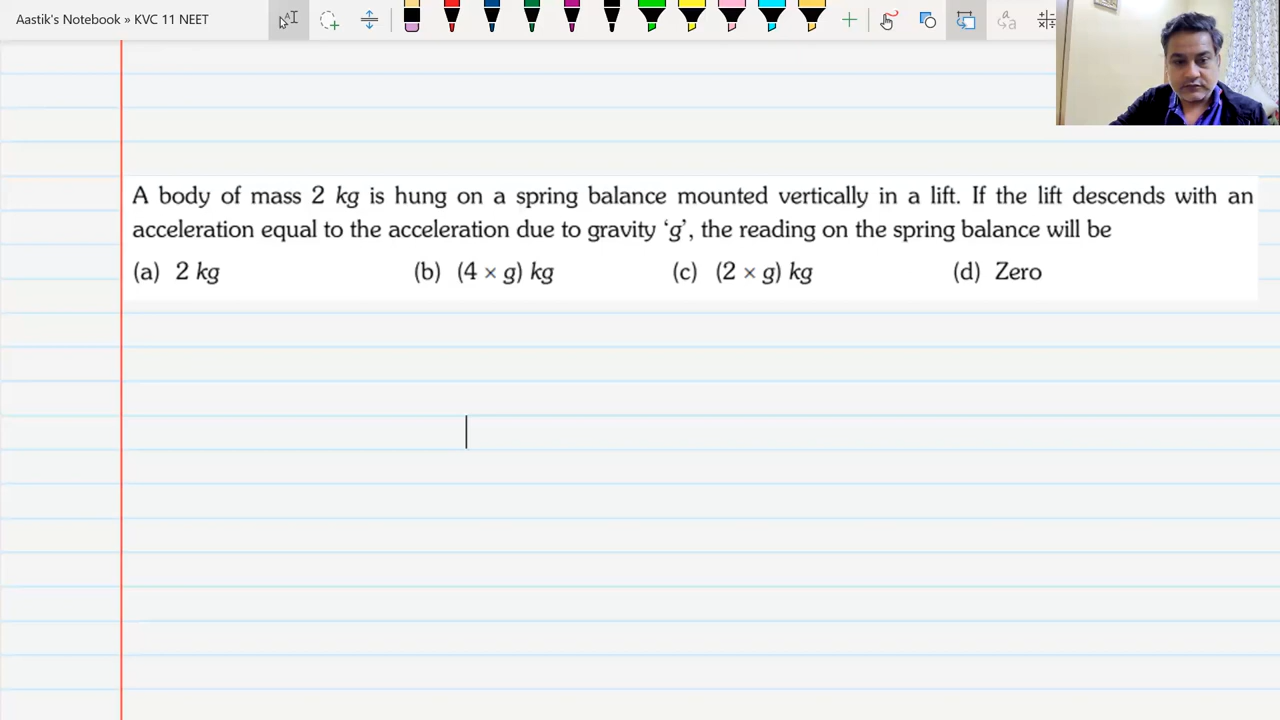 Aastik's Notebook » KVC 11 NEET
A body of mass 2 kg is hung on a spring balance mounted vertically in a lift. If the lift descends with an
acceleration equal to the acceleration due to gravity ‘g’, the reading on the spring balance will be
(a) 2 kg (b) (4 × g) kg (c) (2 × g) kg (d) Zero